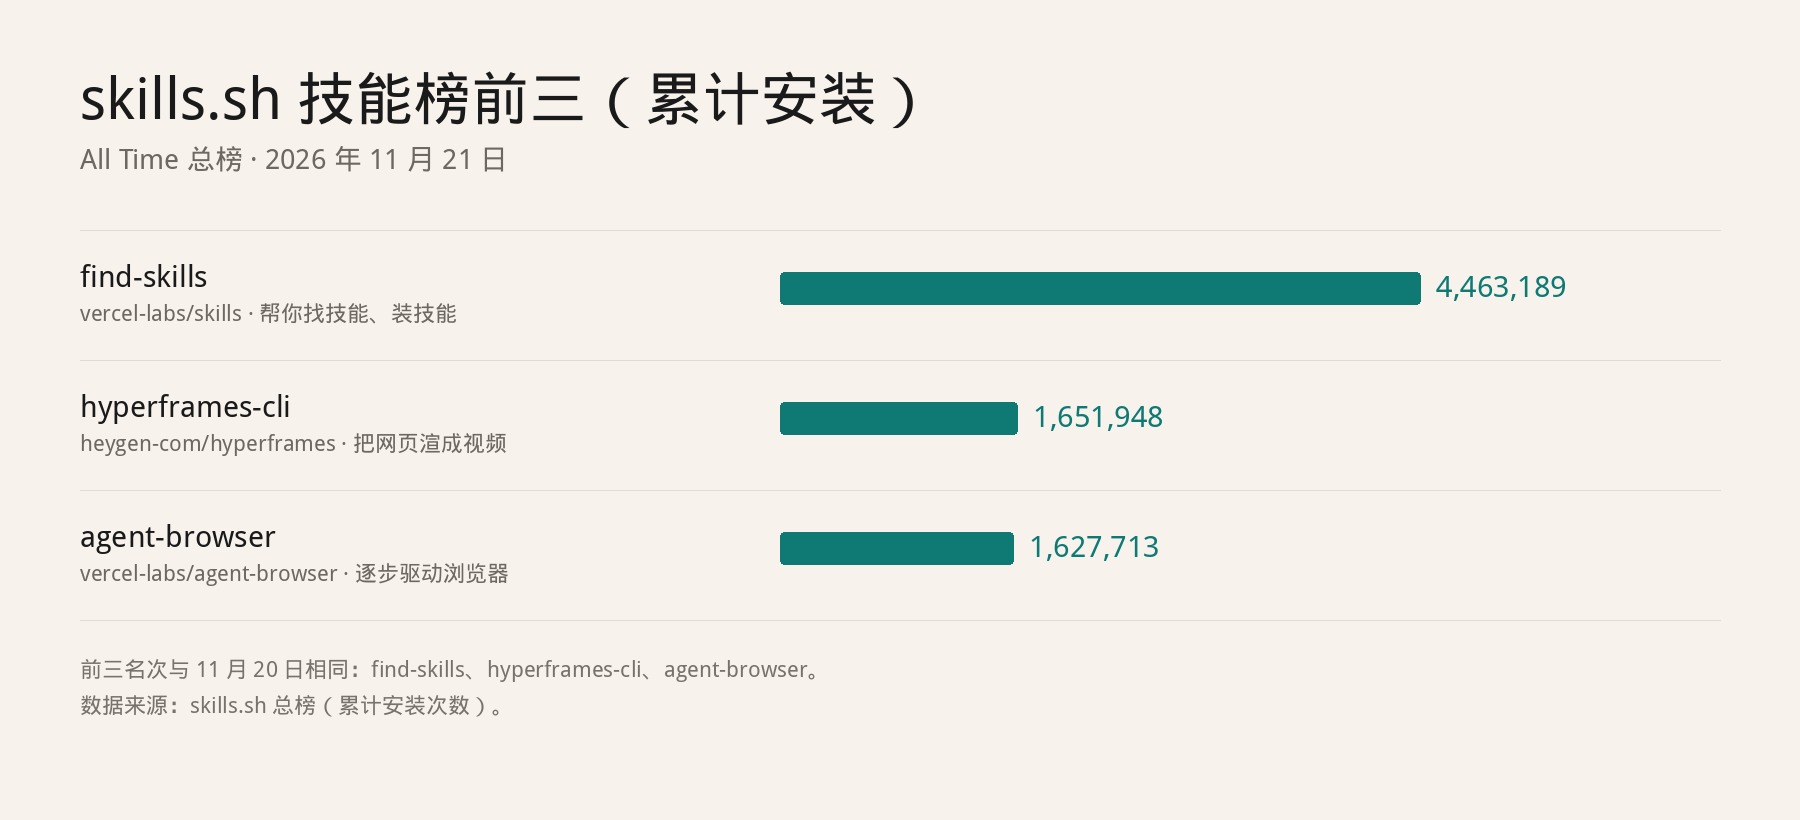 skills.sh 技能榜前三（累计安装）
All Time 总榜 · 2026 年 11 月 21 日
find-skills
vercel-labs/skills · 帮你找技能、装技能
4,463,189
hyperframes-cli
heygen-com/hyperframes · 把网页渲成视频
1,651,948
agent-browser
vercel-labs/agent-browser · 逐步驱动浏览器
1,627,713
前三名次与 11 月 20 日相同：find-skills、hyperframes-cli、agent-browser。
数据来源：skills.sh 总榜（累计安装次数）。